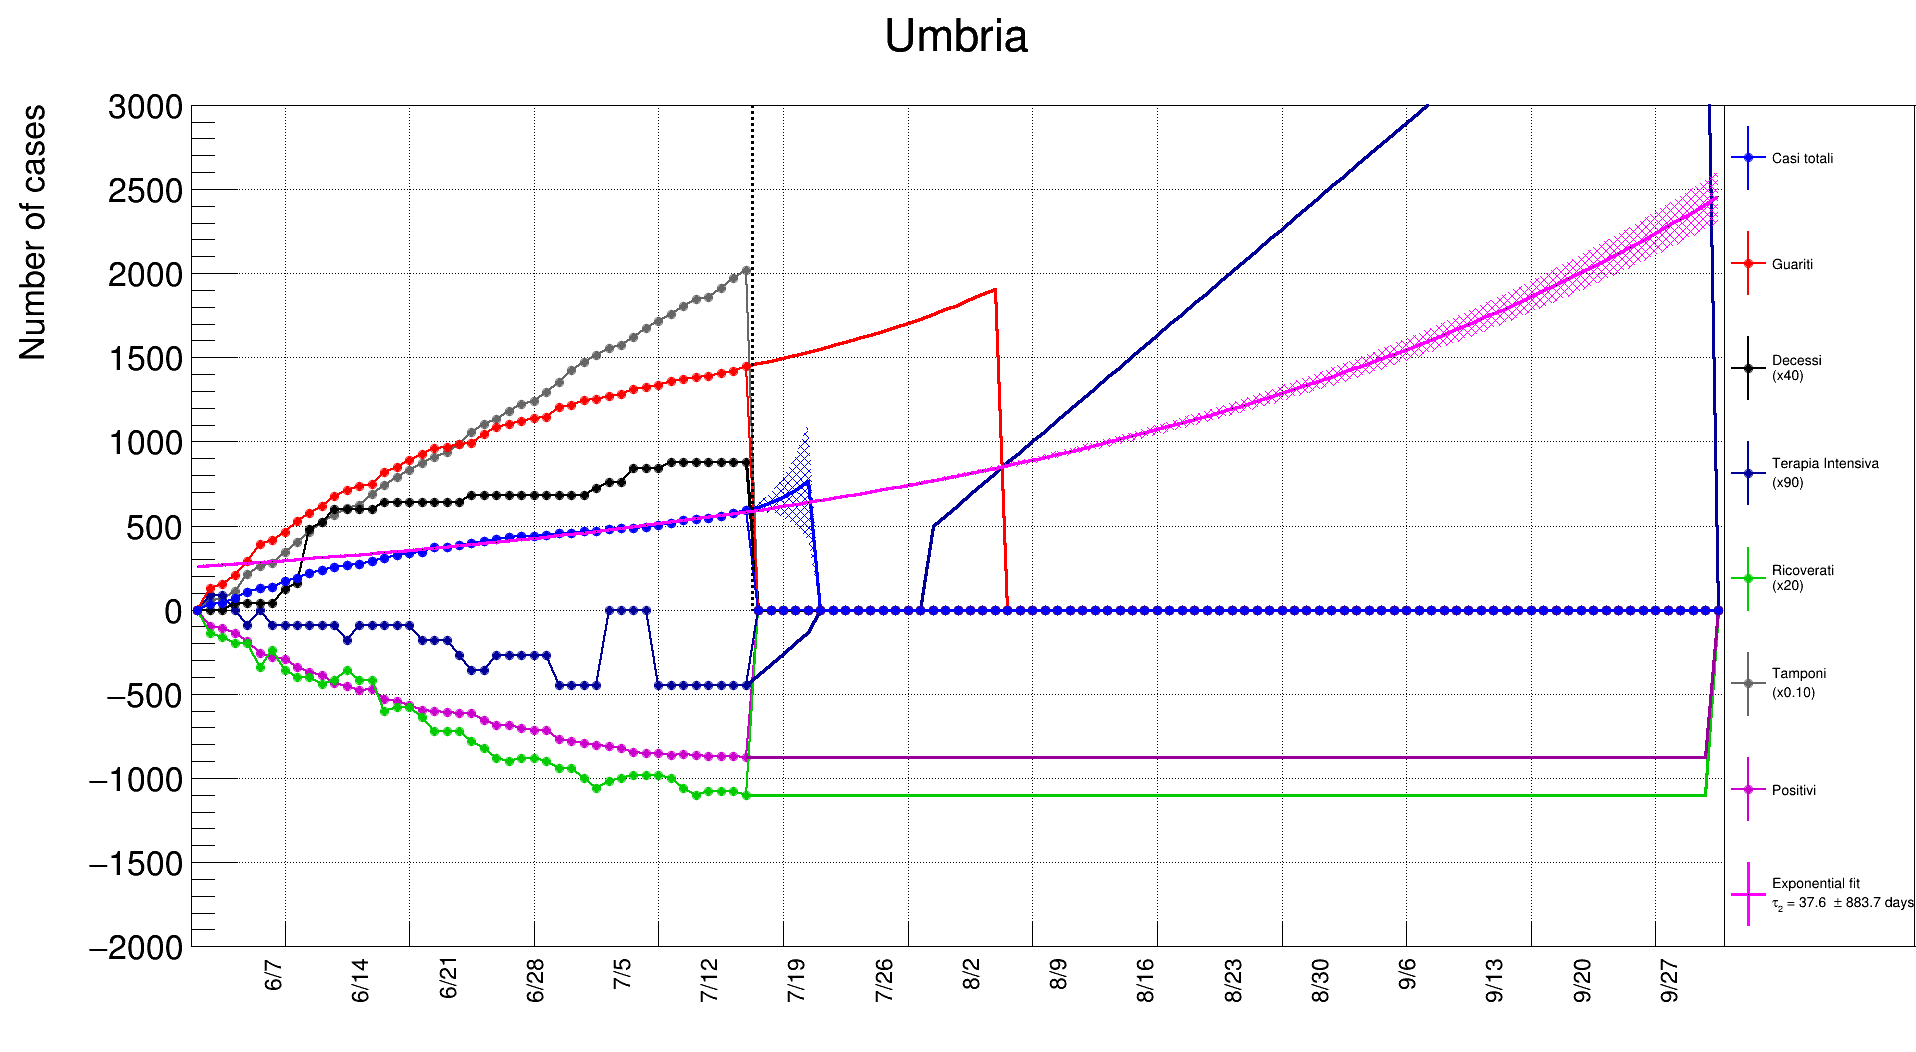 Umbria
Number of cases
3000
2500
2000
1500
1000
500
0
−500
−1000
−1500
−2000
6/7
6/14
6/21
6/28
7/5
7/12
7/19
7/26
8/2
8/9
8/16
8/23
8/30
9/6
9/13
9/20
9/27
Casi totali
Guariti
Decessi
(x40)
Terapia Intensiva
(x90)
Ricoverati
(x20)
Tamponi
(x0.10)
Positivi
Exponential fit
τ2 = 37.6 ± 883.7 days